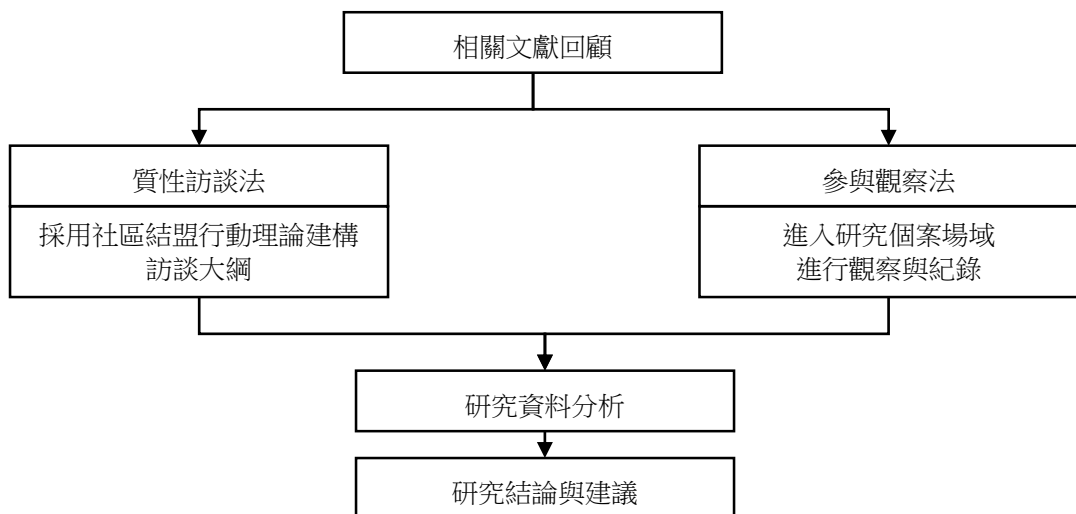 相關文獻回顧
質性訪談法
採用社區結盟行動理論建構
訪談大綱
參與觀察法
進入研究個案場域
進行觀察與紀錄
研究資料分析
研究結論與建議